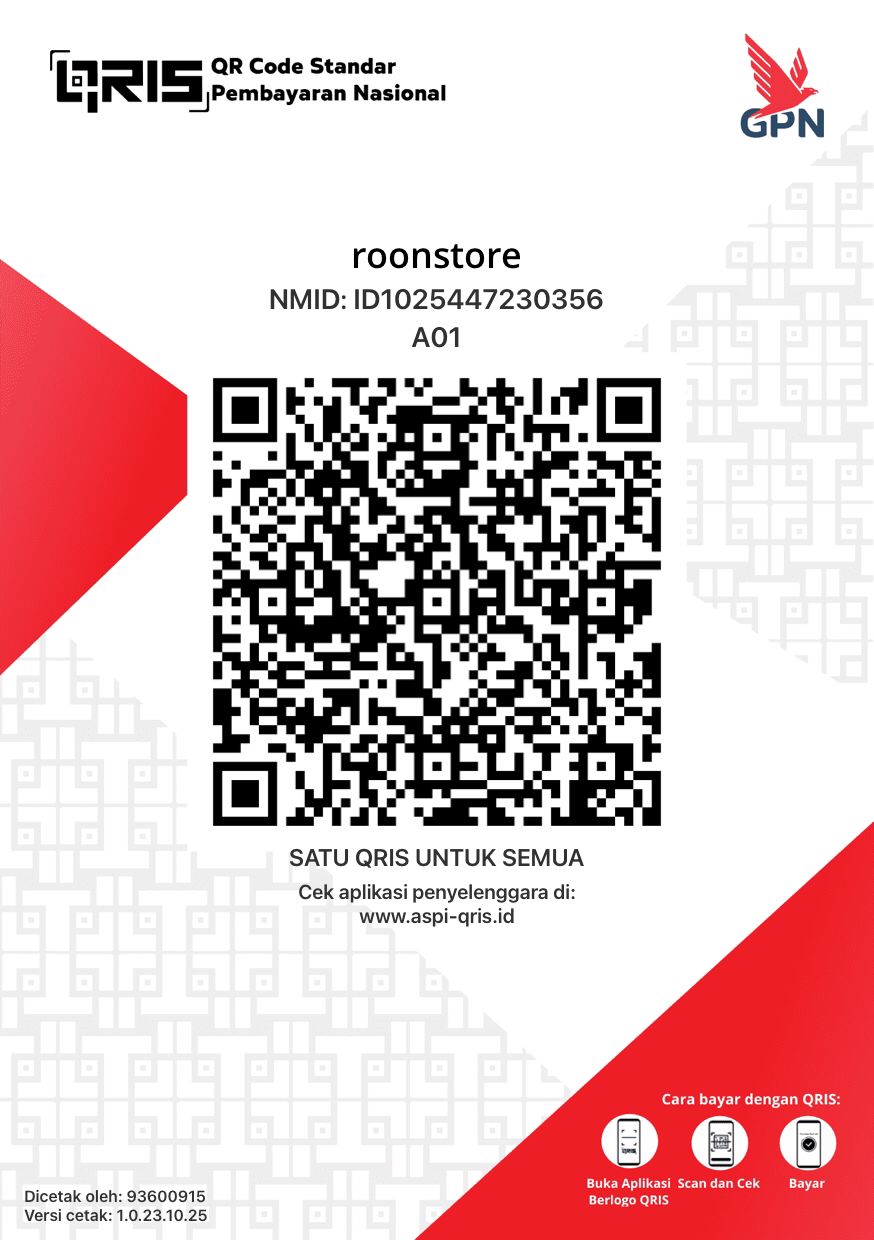 QRIS
QR Code Standar
Pembayaran Nasional
GPN
roonstore
NMID: ID1025447230356
A01
SATU QRIS UNTUK SEMUA
Cek aplikasi penyelenggara di:
www.aspi-qris.id
Cara bayar dengan QRIS:
Buka Aplikasi
Berlogo QRIS
Scan dan Cek
Bayar
Dicetak oleh: 93600915
Versi cetak: 1.0.23.10.25